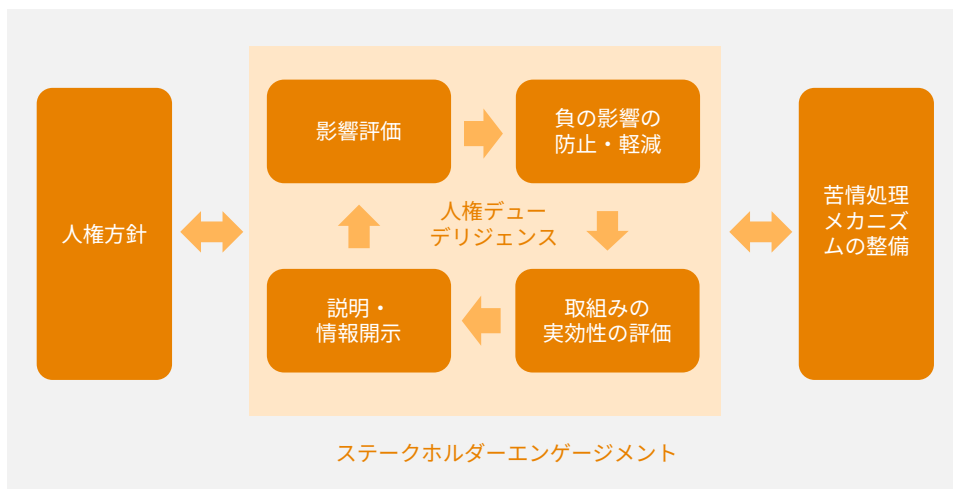 人権方針
影響評価
負の影響の
防止・軽減
人権デュー
デリジェンス
説明・
情報開示
取組みの
実効性の評価
苦情処理
メカニズ
ムの整備
ステークホルダーエンゲージメント